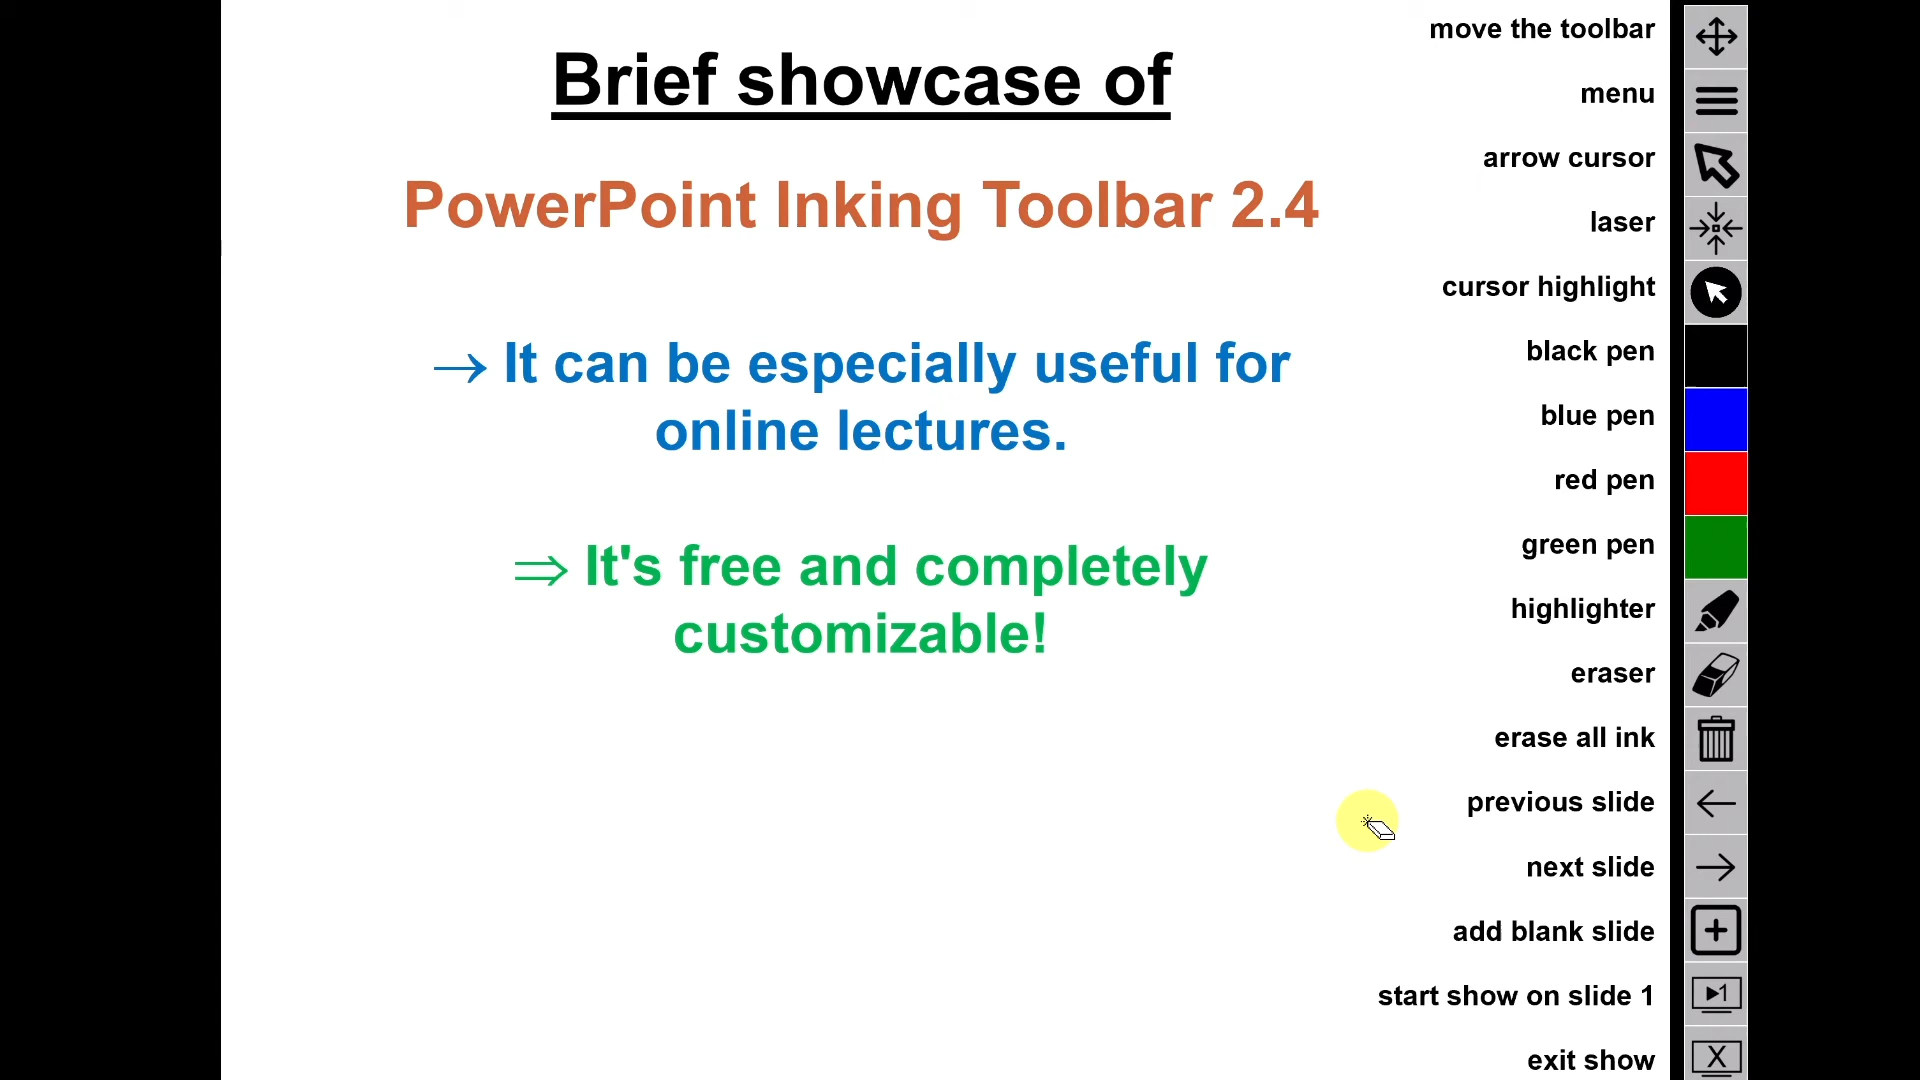 Brief showcase of
PowerPoint Inking Toolbar 2.4
→ It can be especially useful for
online lectures.
⇒ It's free and completely
customizable!
move the toolbar
menu
arrow cursor
laser
cursor highlight
black pen
blue pen
red pen
green pen
highlighter
eraser
erase all ink
previous slide
next slide
add blank slide
start show on slide 1
1
exit show
X